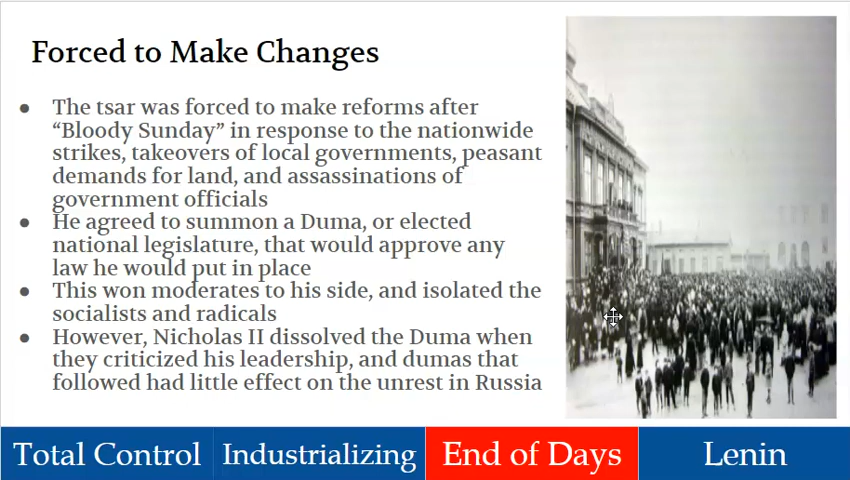 Forced to Make Changes
● The tsar was forced to make reforms after
“Bloody Sunday” in response to the nationwide
strikes, takeovers of local governments, peasant
demands for land, and assassinations of
government officials
● He agreed to summon a Duma, or elected
national legislature, that would approve any
law he would put in place
● This won moderates to his side, and isolated the
socialists and radicals
● However, Nicholas II dissolved the Duma when
they criticized his leadership, and dumas that
followed had little effect on the unrest in Russia
Total Control Industrializing End of Days Lenin